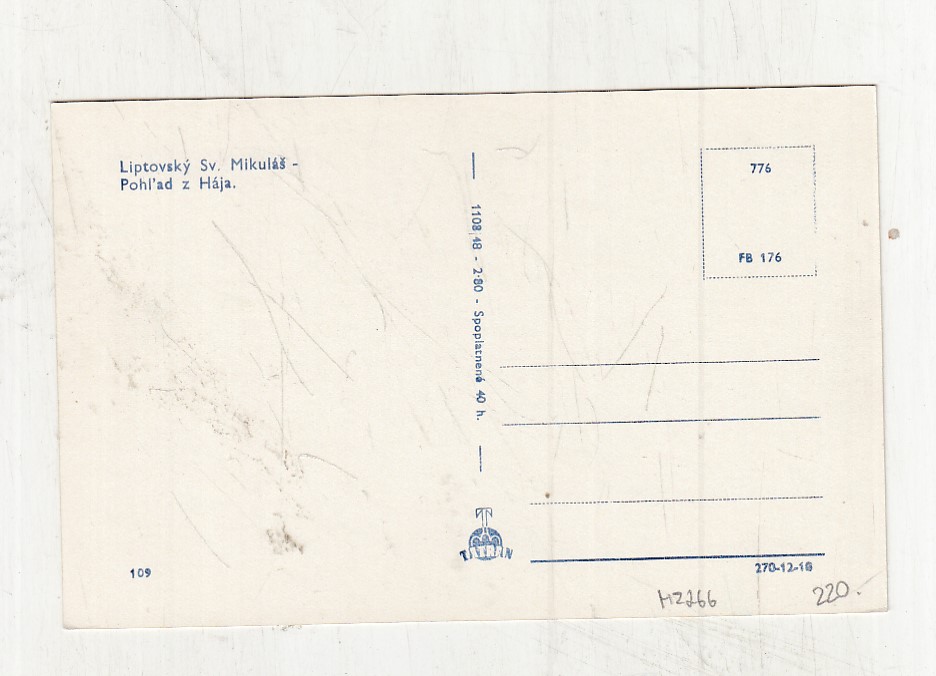 Liptovský Sv. Mikuláš -
Pohľad z Hája.
1108/48 - 2·80 - Spoplatnené 40 h.
776
FB 176
TATRAN
109
270-12-16
MZ266
220.